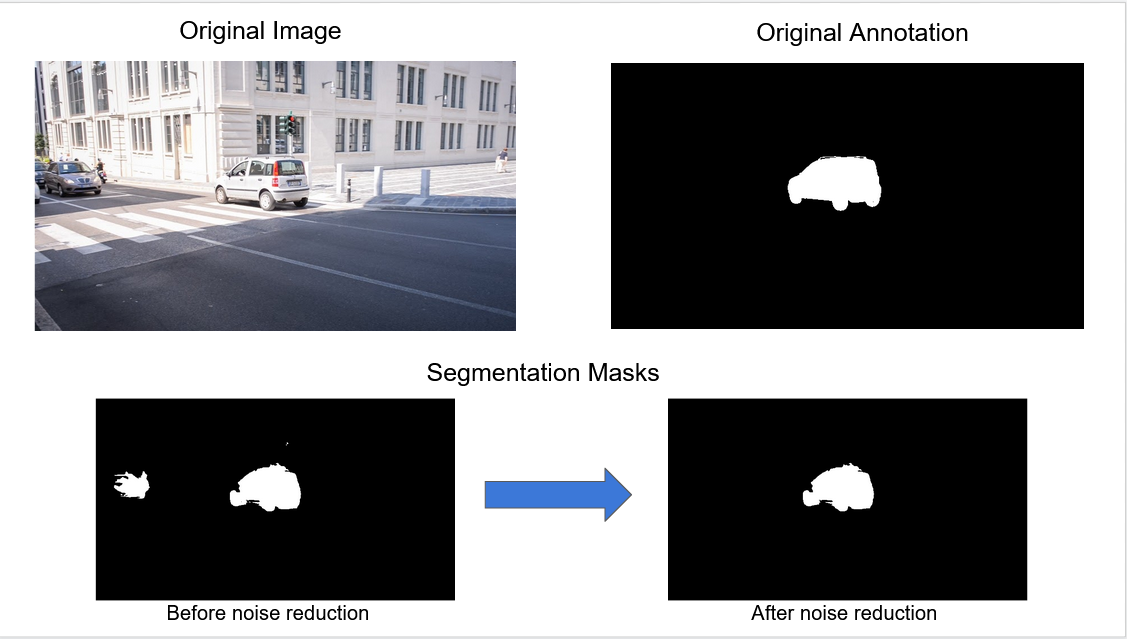 Original Image
Original Annotation
Segmentation Masks
Before noise reduction
After noise reduction